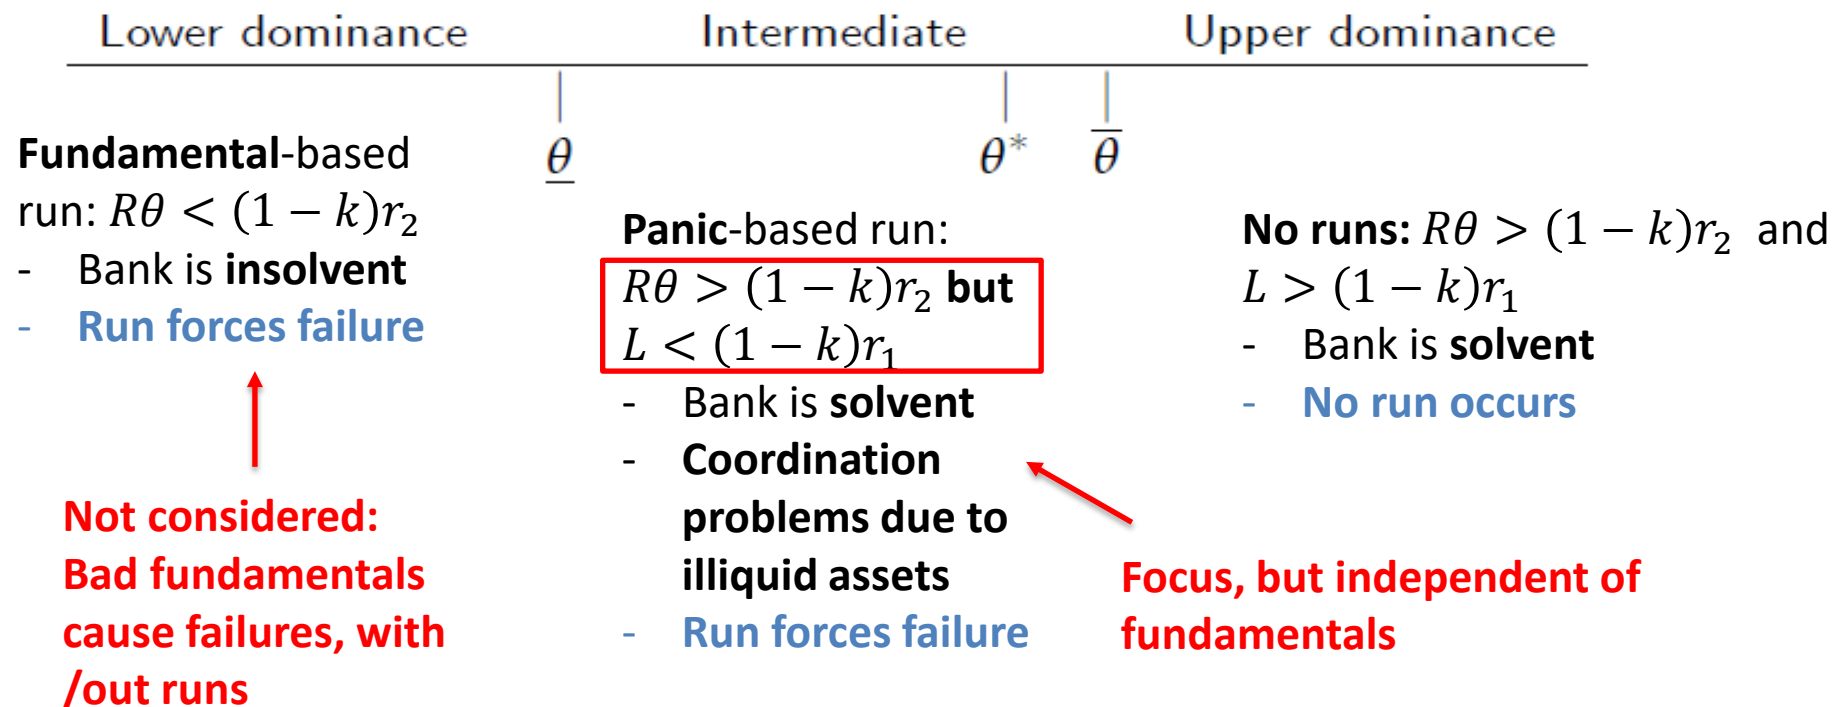 Lower dominance Intermediate Upper dominance
θ̲ θ* θ̅
Fundamental-based
run: Rθ < (1 − k)r₂
- Bank is insolvent
- Run forces failure
Not considered:
Bad fundamentals
cause failures, with
/out runs
Panic-based run:
Rθ > (1 − k)r₂ but
L < (1 − k)r₁
- Bank is solvent
- Coordination
problems due to
illiquid assets
- Run forces failure
Focus, but independent of
fundamentals
No runs: Rθ > (1 − k)r₂ and
L > (1 − k)r₁
- Bank is solvent
- No run occurs